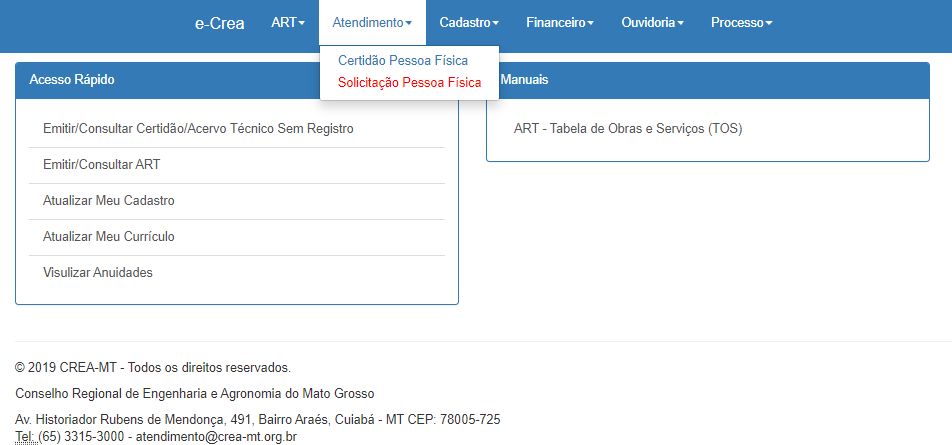 e-Crea ART Atendimento Cadastro Financeiro Ouvidoria Processo
Certidão Pessoa Física
Solicitação Pessoa Física
Acesso Rápido
Emitir/Consultar Certidão/Acervo Técnico Sem Registro
Emitir/Consultar ART
Atualizar Meu Cadastro
Atualizar Meu Currículo
Visulizar Anuidades
Manuais
ART - Tabela de Obras e Serviços (TOS)
© 2019 CREA-MT - Todos os direitos reservados.
Conselho Regional de Engenharia e Agronomia do Mato Grosso
Av. Historiador Rubens de Mendonça, 491, Bairro Araés, Cuiabá - MT CEP: 78005-725
Tel: (65) 3315-3000 - atendimento@crea-mt.org.br